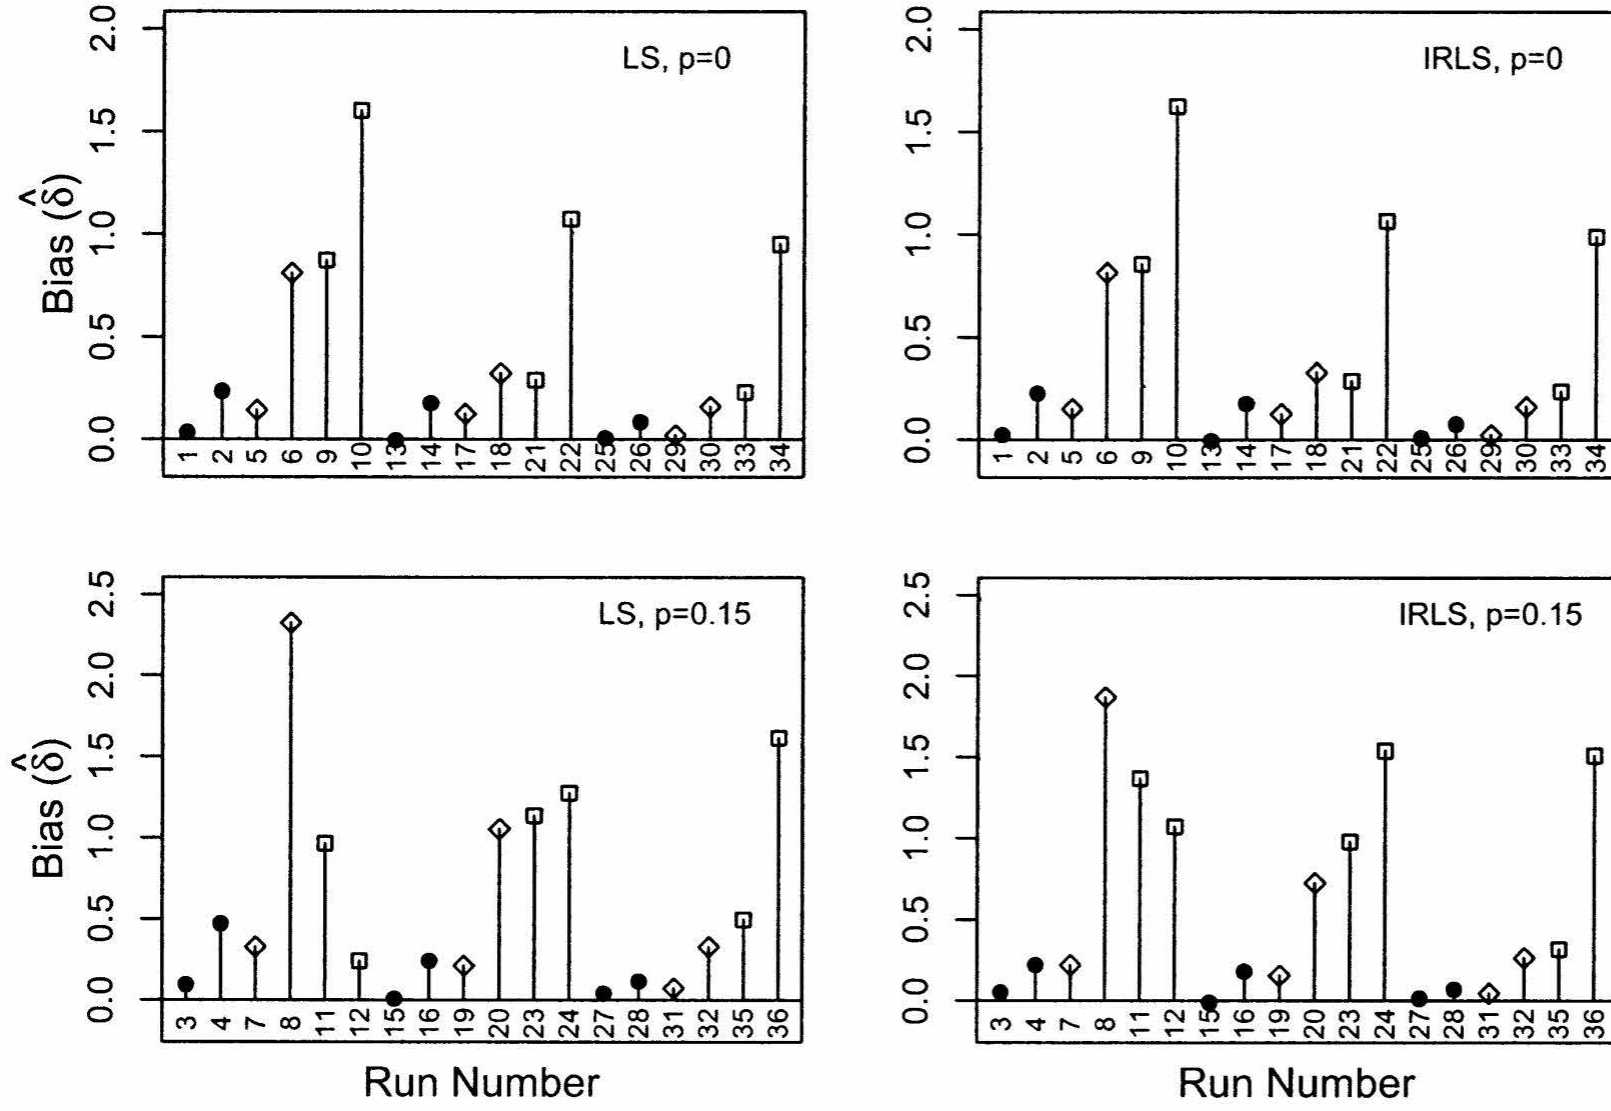 LS, p=0
Bias (δ̂)
0.0 0.5 1.0 1.5 2.0
1 2 5 6 9 10 13 14 17 18 21 22 25 26 29 30 33 34
IRLS, p=0
0.0 0.5 1.0 1.5 2.0
1 2 5 6 9 10 13 14 17 18 21 22 25 26 29 30 33 34
LS, p=0.15
Bias (δ̂)
0.0 0.5 1.0 1.5 2.0 2.5
3 4 7 8 11 12 15 16 19 20 23 24 27 28 31 32 35 36
Run Number
IRLS, p=0.15
0.0 0.5 1.0 1.5 2.0 2.5
3 4 7 8 11 12 15 16 19 20 23 24 27 28 31 32 35 36
Run Number